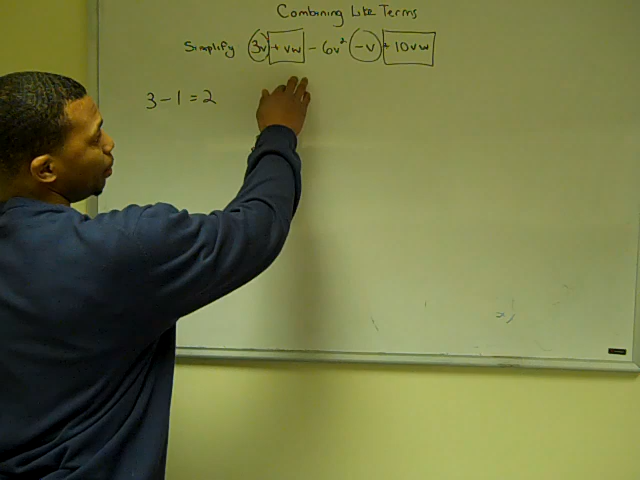 Combining Like Terms
Simplify 3v + vw - 6v² - v + 10vw
3 - 1 = 2